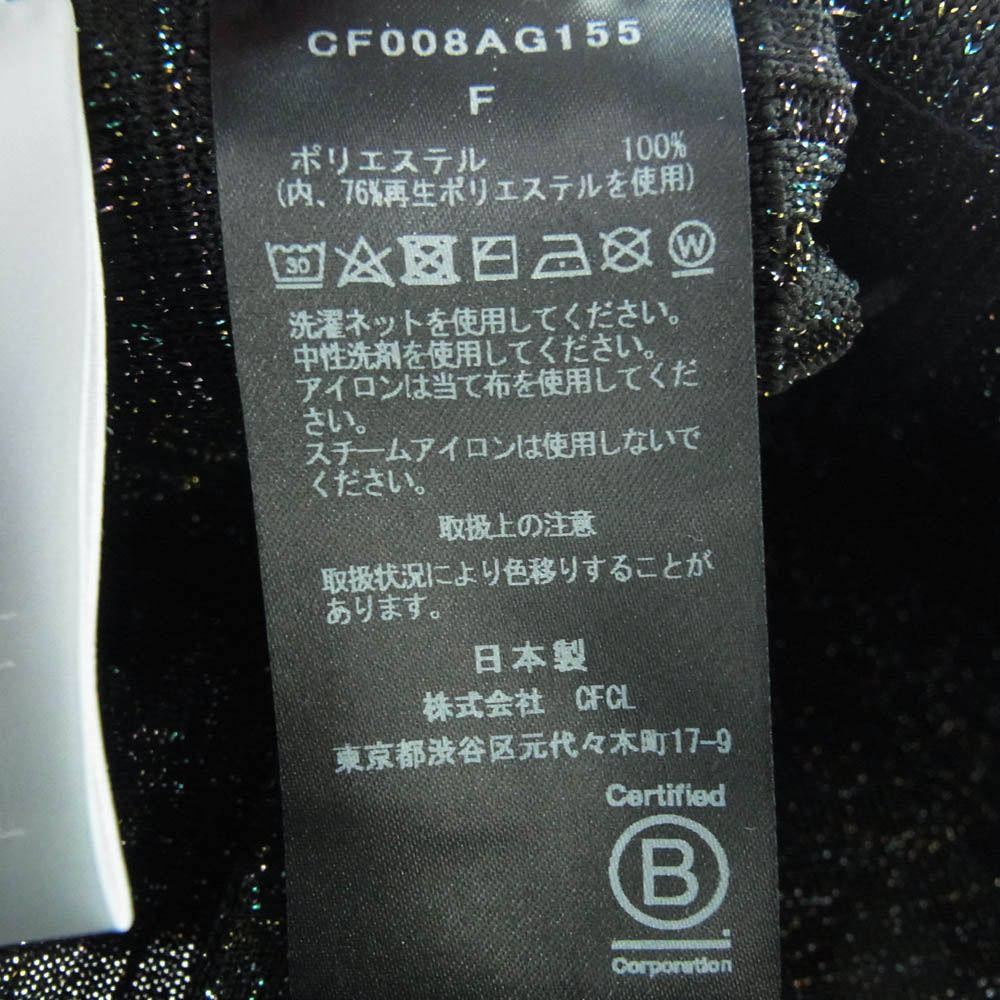 CF008AG155
F
ポリエステル 100%
(内、76%再生ポリエステルを使用)
30 W
洗濯ネットを使用してください。
中性洗剤を使用してください。
アイロンは当て布を使用してくだ
さい。
スチームアイロンは使用しないで
ください。
取扱上の注意
取扱状況により色移りすることが
あります。
日本製
株式会社 CFCL
東京都渋谷区元代々木町17-9
Certified
B
Corporation